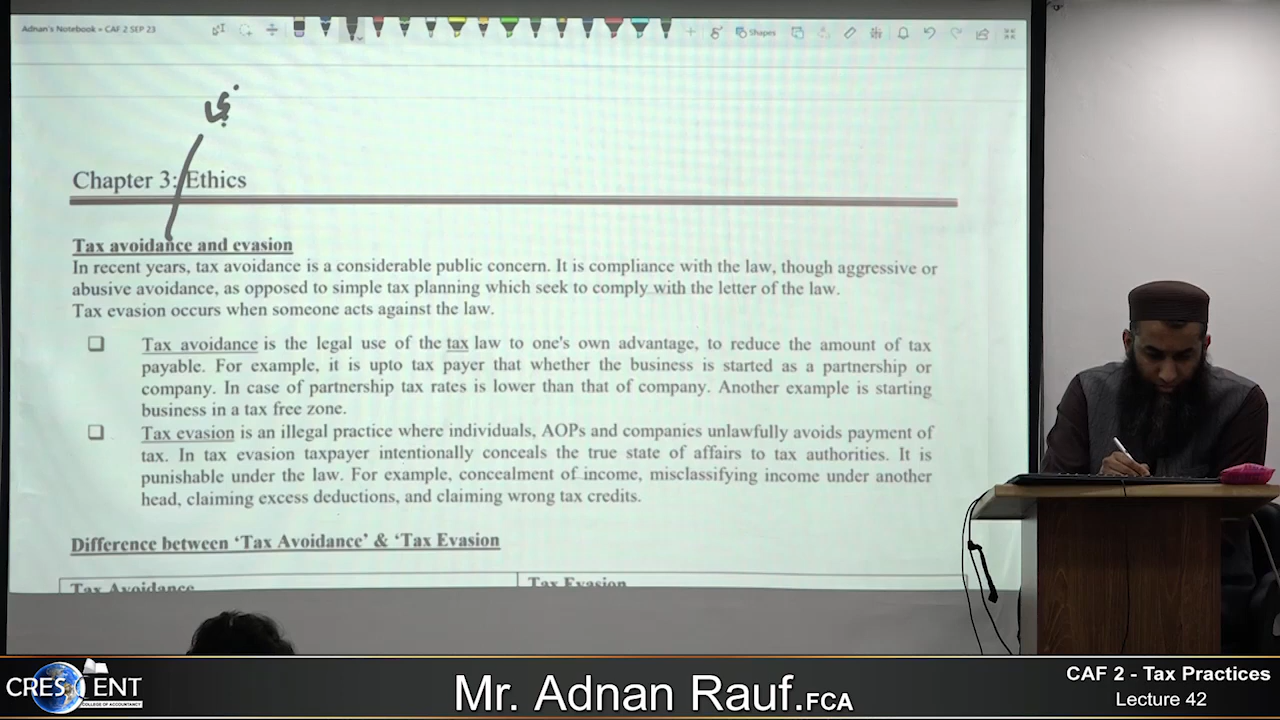 Adnan's Notebook » CAF 2 SEP 23
Shapes
Chapter 3: Ethics
Tax avoidance and evasion
In recent years, tax avoidance is a considerable public concern. It is compliance with the law, though aggressive or
abusive avoidance, as opposed to simple tax planning which seek to comply with the letter of the law.
Tax evasion occurs when someone acts against the law.
Tax avoidance is the legal use of the tax law to one's own advantage, to reduce the amount of tax
payable. For example, it is upto tax payer that whether the business is started as a partnership or
company. In case of partnership tax rates is lower than that of company. Another example is starting
business in a tax free zone.
Tax evasion is an illegal practice where individuals, AOPs and companies unlawfully avoids payment of
tax. In tax evasion taxpayer intentionally conceals the true state of affairs to tax authorities. It is
punishable under the law. For example, concealment of income, misclassifying income under another
head, claiming excess deductions, and claiming wrong tax credits.
Difference between ‘Tax Avoidance’ & ‘Tax Evasion
Tax Avoidance Tax Evasion
CRESCENT
COLLEGE OF ACCOUNTANCY
Mr. Adnan Rauf.FCA
CAF 2 - Tax Practices
Lecture 42